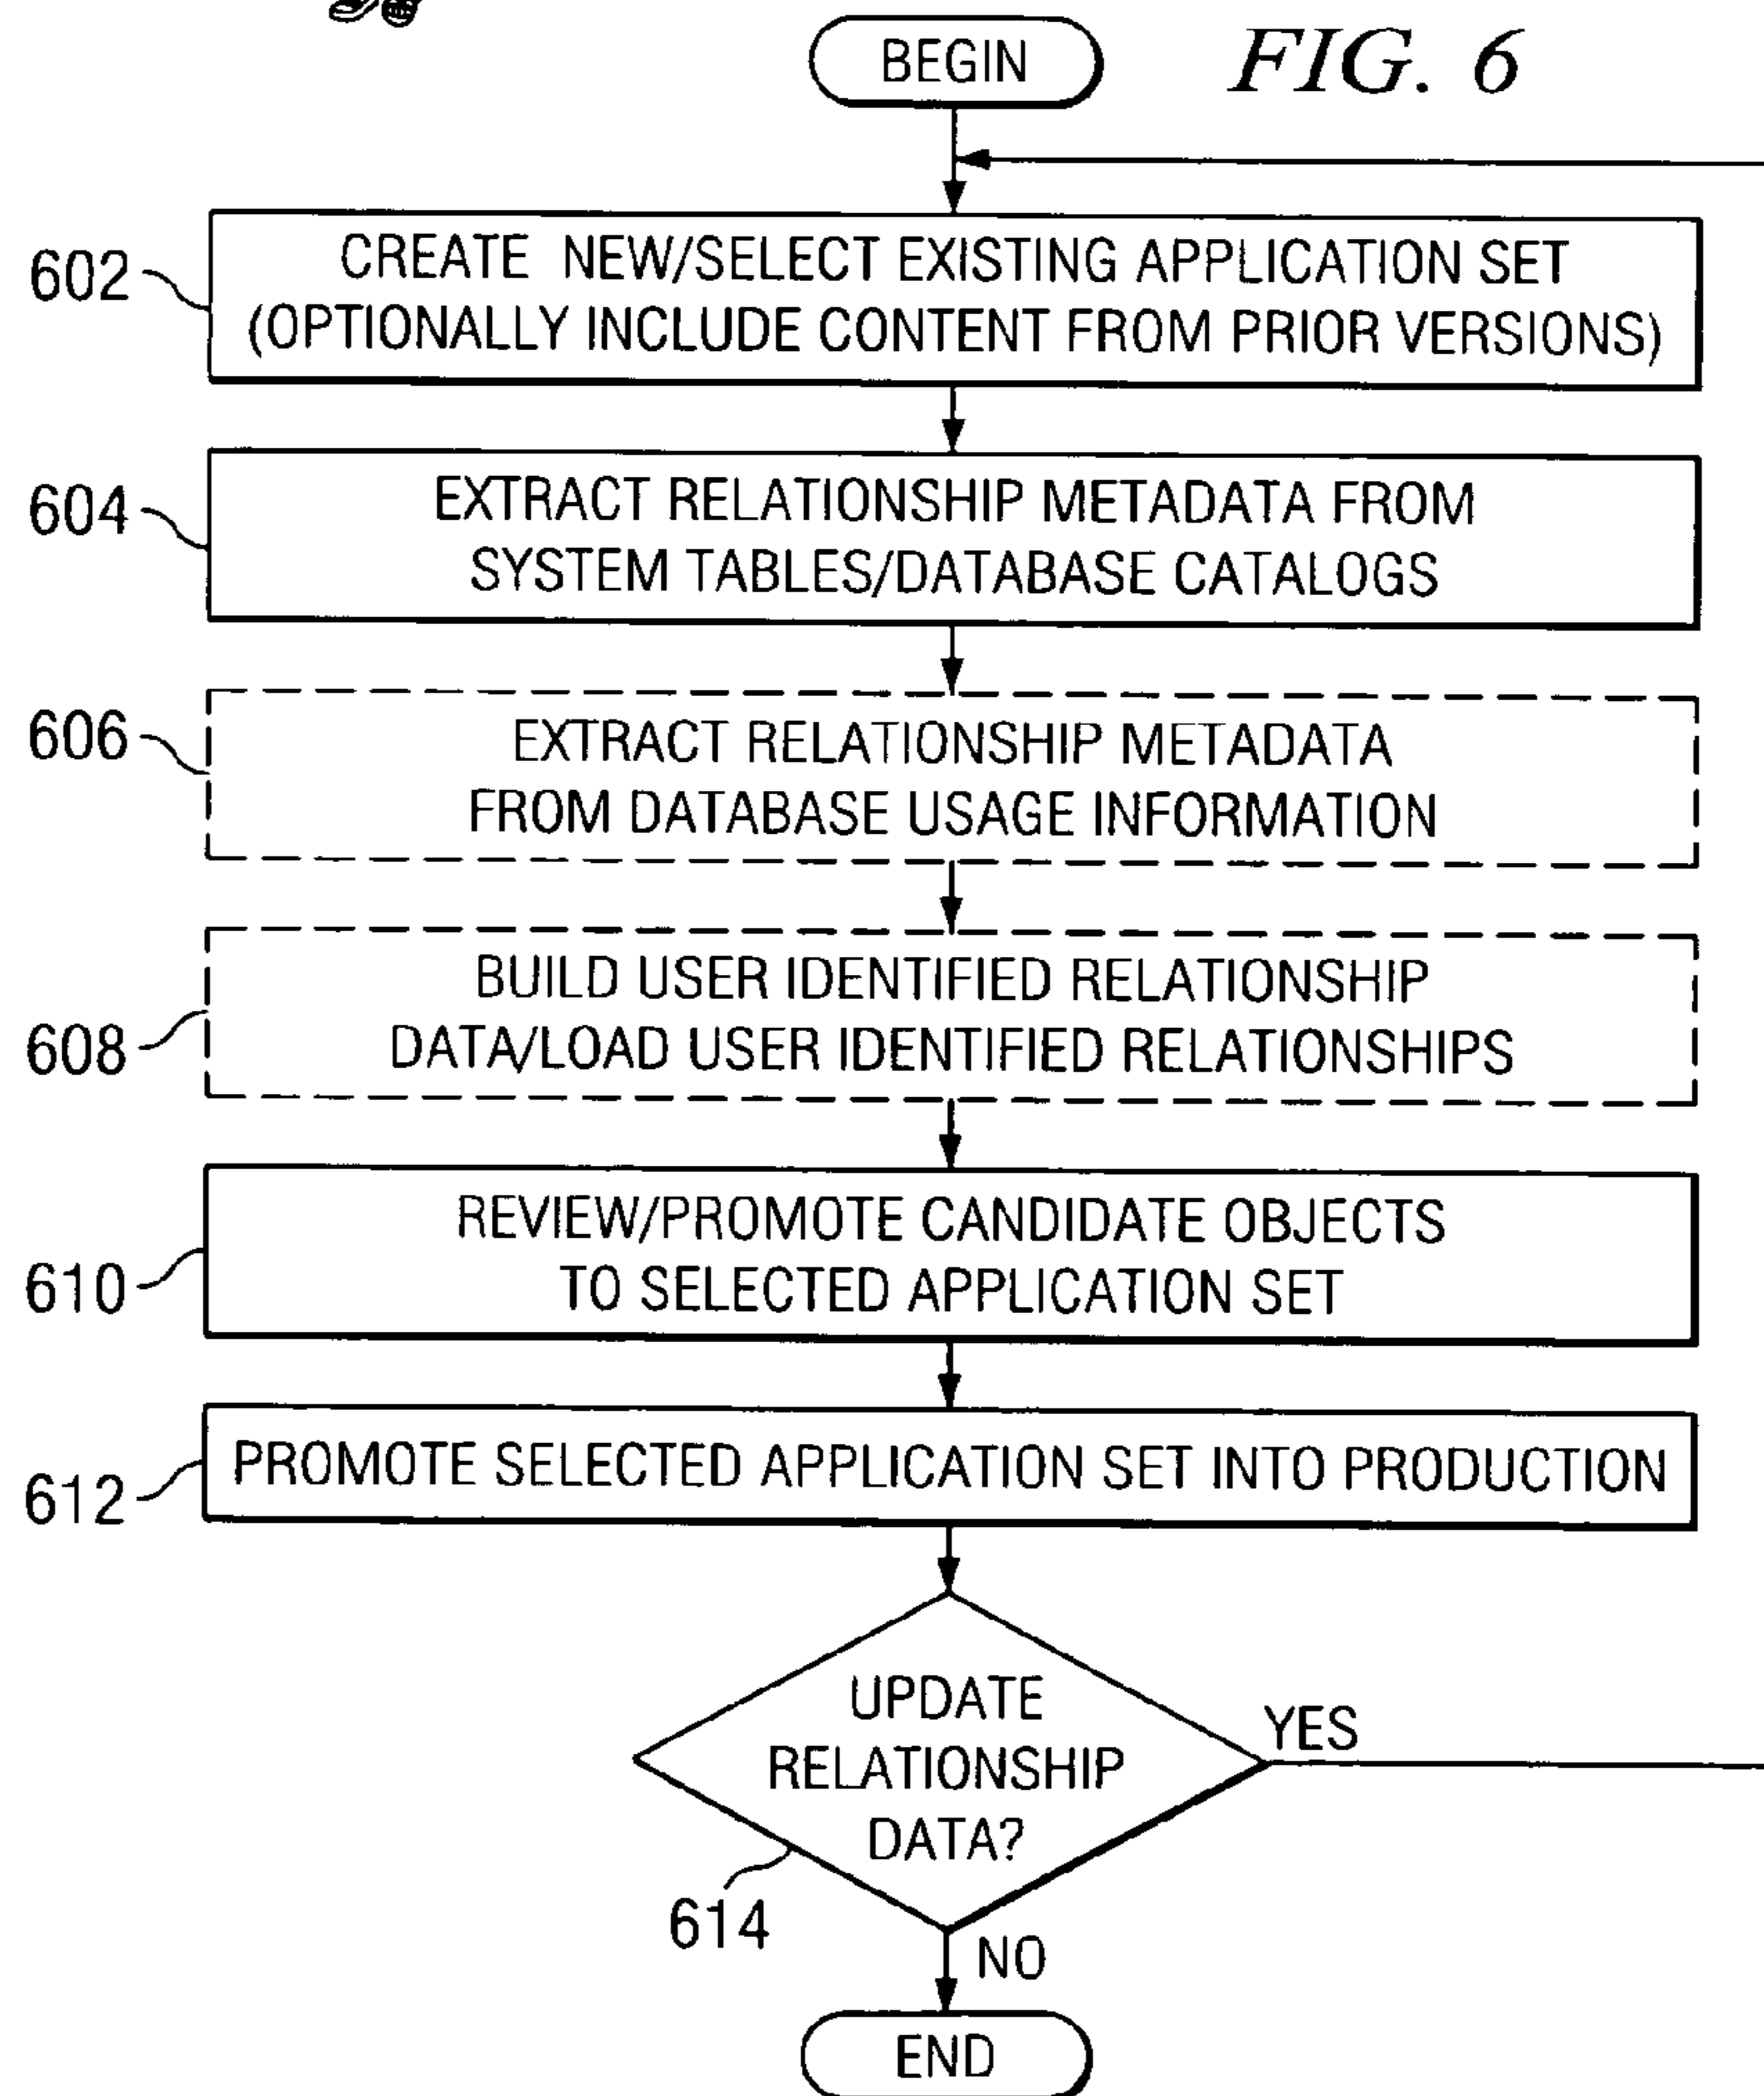 BEGIN
FIG. 6
602
CREATE NEW/SELECT EXISTING APPLICATION SET
(OPTIONALLY INCLUDE CONTENT FROM PRIOR VERSIONS)
604
EXTRACT RELATIONSHIP METADATA FROM
SYSTEM TABLES/DATABASE CATALOGS
606
EXTRACT RELATIONSHIP METADATA
FROM DATABASE USAGE INFORMATION
608
BUILD USER IDENTIFIED RELATIONSHIP
DATA/LOAD USER IDENTIFIED RELATIONSHIPS
610
REVIEW/PROMOTE CANDIDATE OBJECTS
TO SELECTED APPLICATION SET
612
PROMOTE SELECTED APPLICATION SET INTO PRODUCTION
UPDATE
RELATIONSHIP
DATA?
YES
614
NO
END